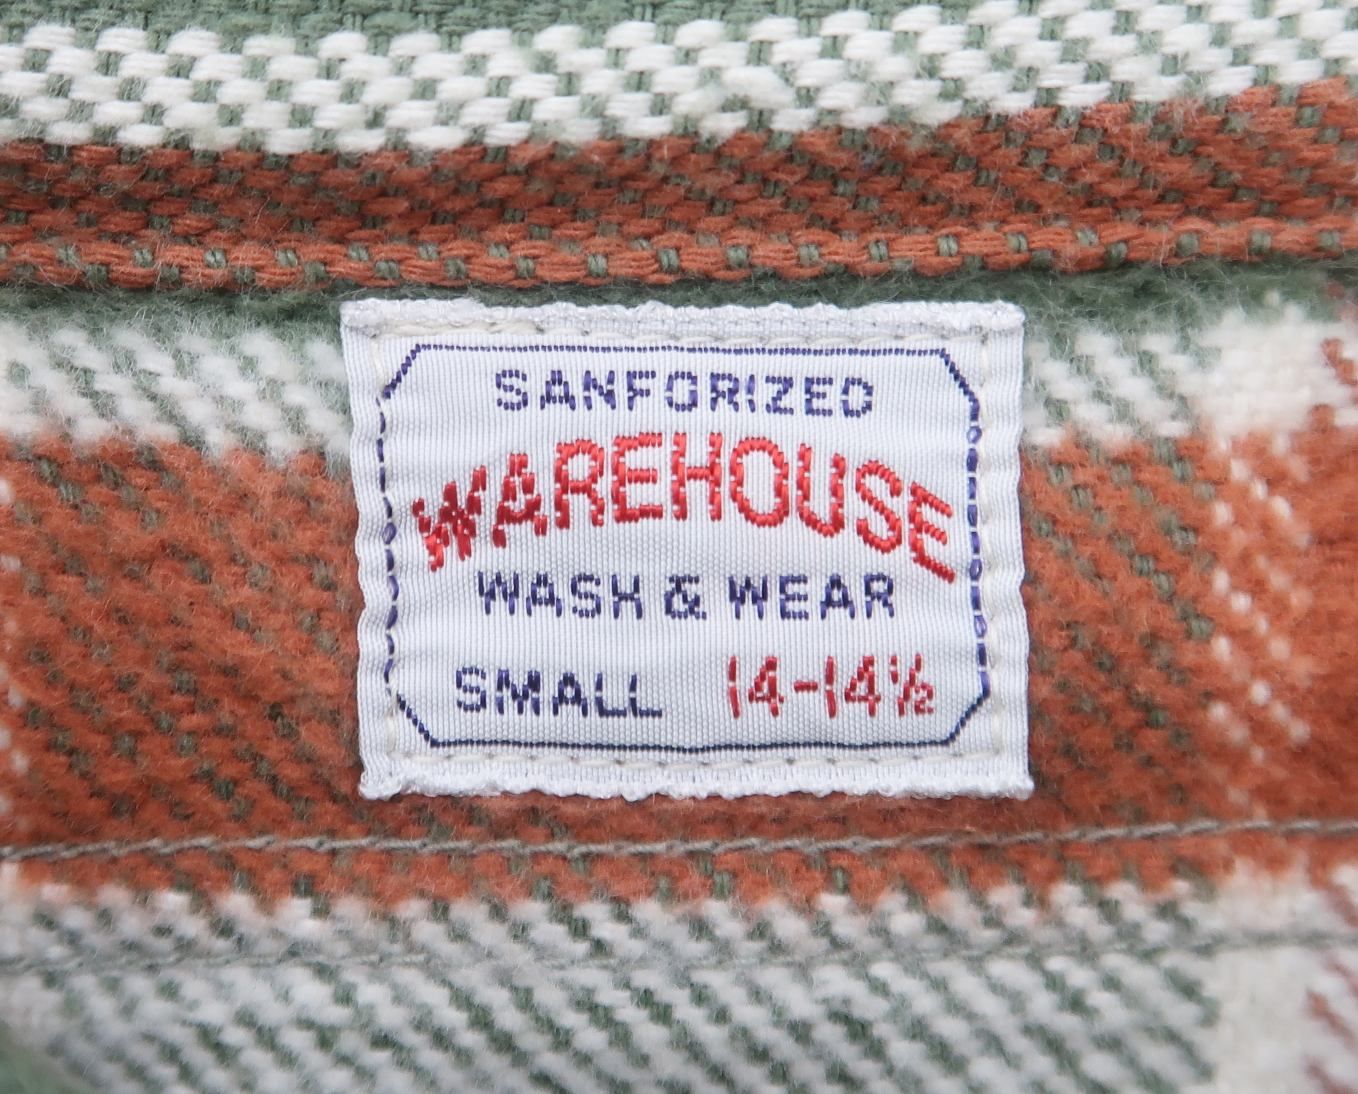 SANFORIZED
WAREHOUSE
WASH & WEAR
SMALL 14-14½